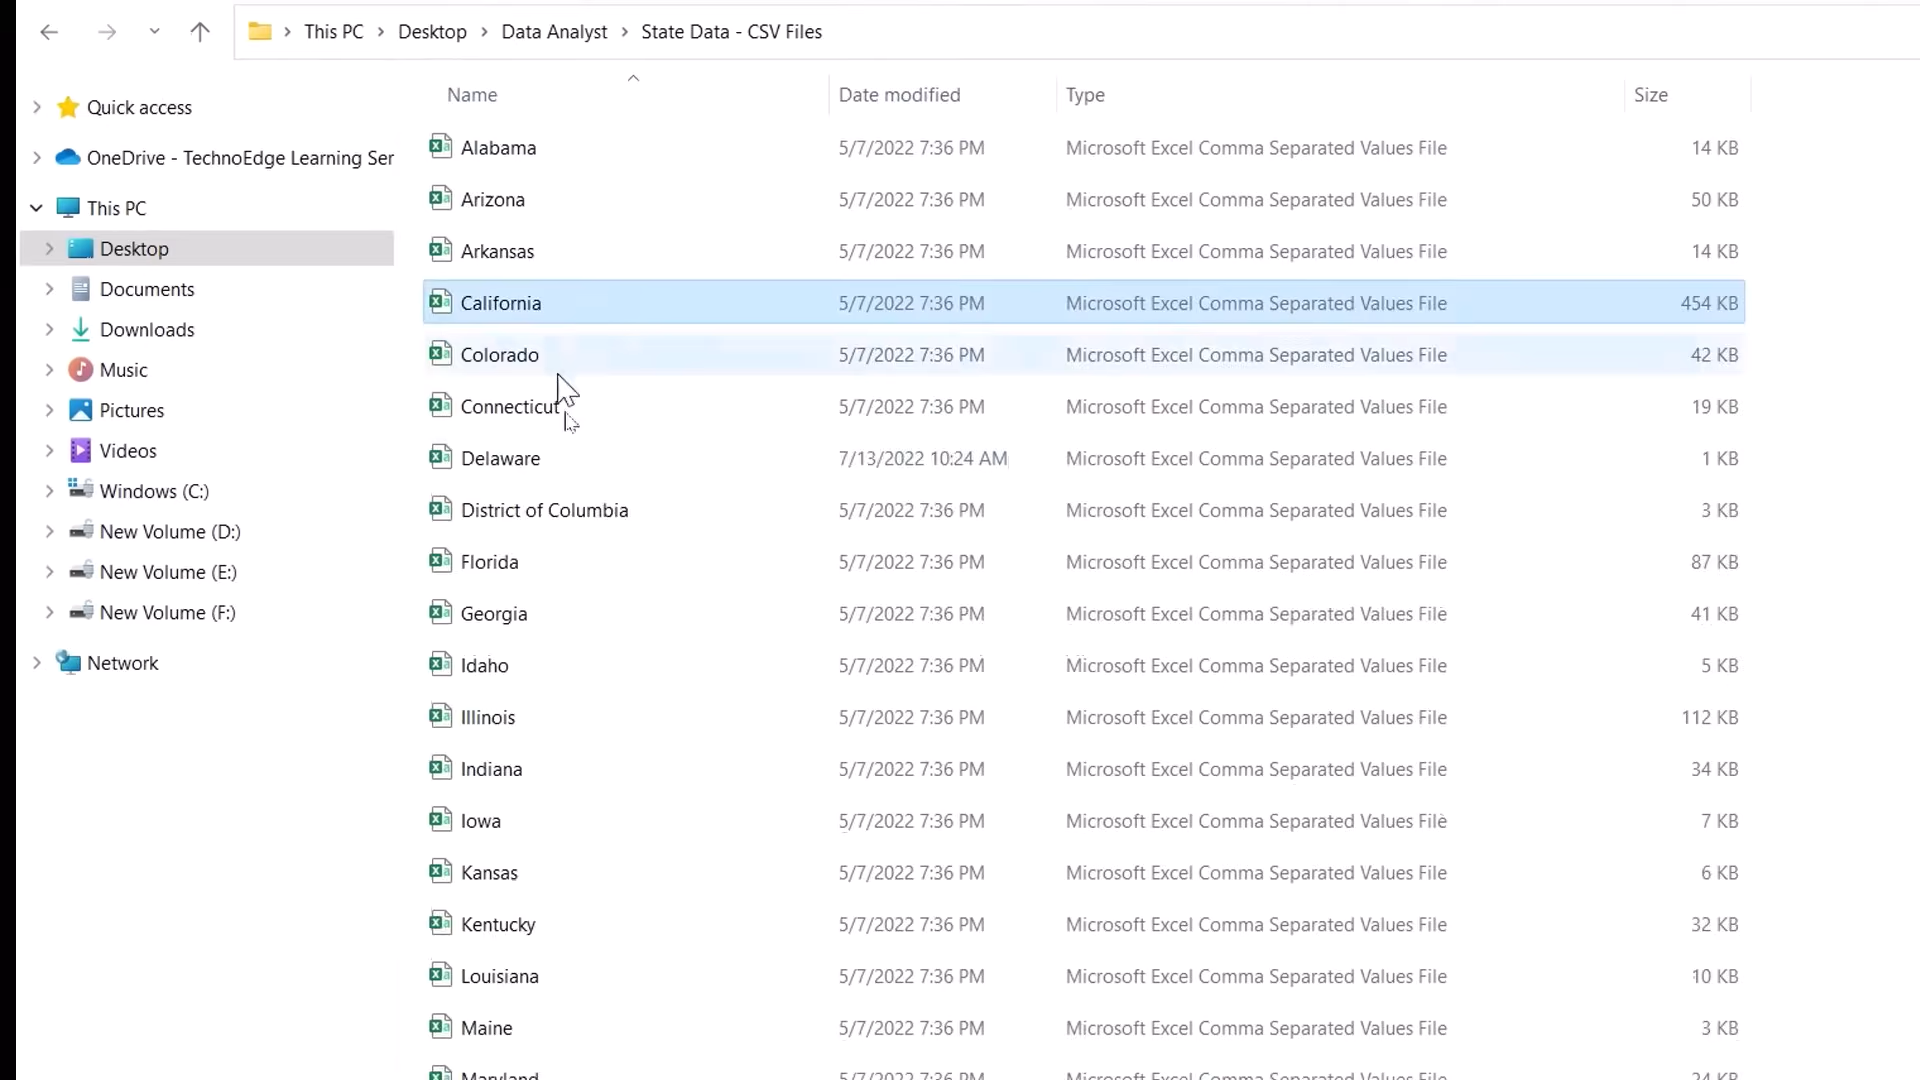 This PC > Desktop > Data Analyst > State Data - CSV Files
Name Date modified Type Size
Quick access
OneDrive - TechnoEdge Learning Ser
This PC
Desktop
Documents
Downloads
Music
Pictures
Videos
Windows (C:)
New Volume (D:)
New Volume (E:)
New Volume (F:)
Network
Alabama 5/7/2022 7:36 PM Microsoft Excel Comma Separated Values File 14 KB
Arizona 5/7/2022 7:36 PM Microsoft Excel Comma Separated Values File 50 KB
Arkansas 5/7/2022 7:36 PM Microsoft Excel Comma Separated Values File 14 KB
California 5/7/2022 7:36 PM Microsoft Excel Comma Separated Values File 454 KB
Colorado 5/7/2022 7:36 PM Microsoft Excel Comma Separated Values File 42 KB
Connecticut 5/7/2022 7:36 PM Microsoft Excel Comma Separated Values File 19 KB
Delaware 7/13/2022 10:24 AM Microsoft Excel Comma Separated Values File 1 KB
District of Columbia 5/7/2022 7:36 PM Microsoft Excel Comma Separated Values File 3 KB
Florida 5/7/2022 7:36 PM Microsoft Excel Comma Separated Values File 87 KB
Georgia 5/7/2022 7:36 PM Microsoft Excel Comma Separated Values File 41 KB
Idaho 5/7/2022 7:36 PM Microsoft Excel Comma Separated Values File 5 KB
Illinois 5/7/2022 7:36 PM Microsoft Excel Comma Separated Values File 112 KB
Indiana 5/7/2022 7:36 PM Microsoft Excel Comma Separated Values File 34 KB
Iowa 5/7/2022 7:36 PM Microsoft Excel Comma Separated Values File 7 KB
Kansas 5/7/2022 7:36 PM Microsoft Excel Comma Separated Values File 6 KB
Kentucky 5/7/2022 7:36 PM Microsoft Excel Comma Separated Values File 32 KB
Louisiana 5/7/2022 7:36 PM Microsoft Excel Comma Separated Values File 10 KB
Maine 5/7/2022 7:36 PM Microsoft Excel Comma Separated Values File 3 KB
Maryland 5/7/2022 7:36 PM Microsoft Excel Comma Separated Values File 24 KB